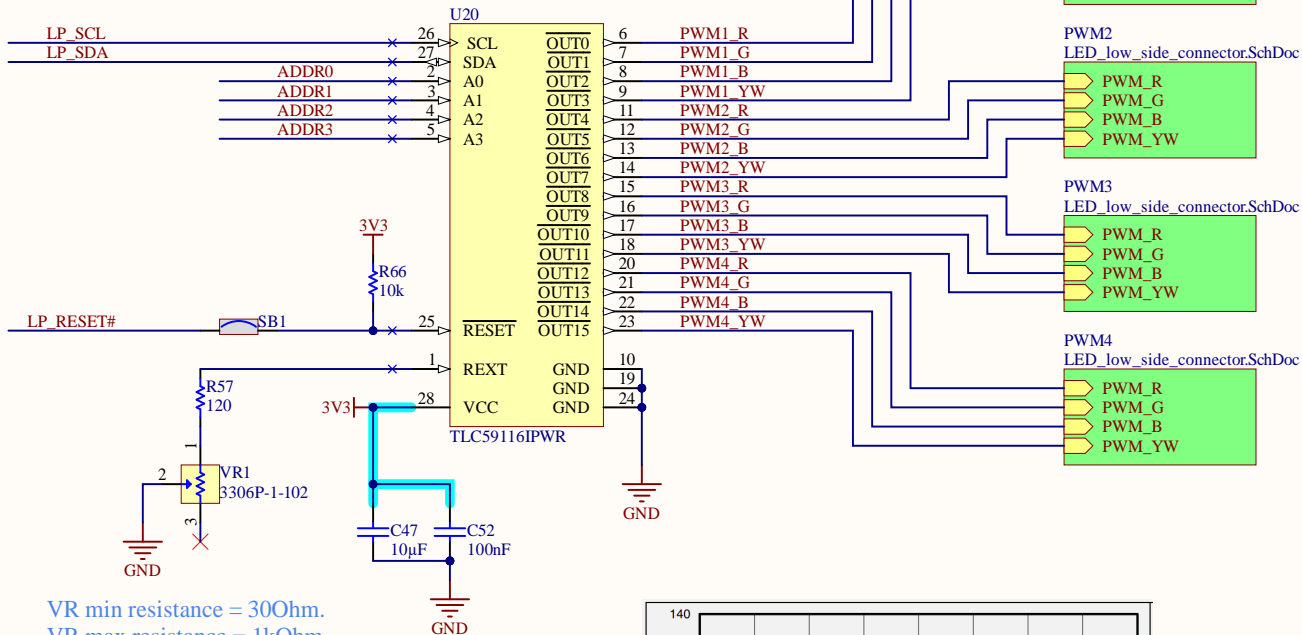 U20
LP_SCL
26
SCL
LP_SDA
27
SDA
ADDR0
2
A0
ADDR1
3
A1
ADDR2
4
A2
ADDR3
5
A3
OUT0
6
PWM1_R
OUT1
7
PWM1_G
OUT2
8
PWM1_B
OUT3
9
PWM1_YW
OUT4
11
PWM2_R
OUT5
12
PWM2_G
OUT6
13
PWM2_B
OUT7
14
PWM2_YW
OUT8
15
PWM3_R
OUT9
16
PWM3_G
OUT10
17
PWM3_B
OUT11
18
PWM3_YW
OUT12
20
PWM4_R
OUT13
21
PWM4_G
OUT14
22
PWM4_B
OUT15
23
PWM4_YW
3V3
R66
10k
LP_RESET#
SB1
25
RESET
1
REXT
R57
120
3V3
28
VCC
GND
10
GND
19
GND
24
TLC59116IPWR
GND
1
2
3
VR1
3306P-1-102
GND
C47
10µF
C52
100nF
GND
PWM2
LED_low_side_connector.SchDoc
PWM_R
PWM_G
PWM_B
PWM_YW
PWM3
LED_low_side_connector.SchDoc
PWM_R
PWM_G
PWM_B
PWM_YW
PWM4
LED_low_side_connector.SchDoc
PWM_R
PWM_G
PWM_B
PWM_YW
VR min resistance = 30Ohm.
VR max resistance = 1kOhm
140